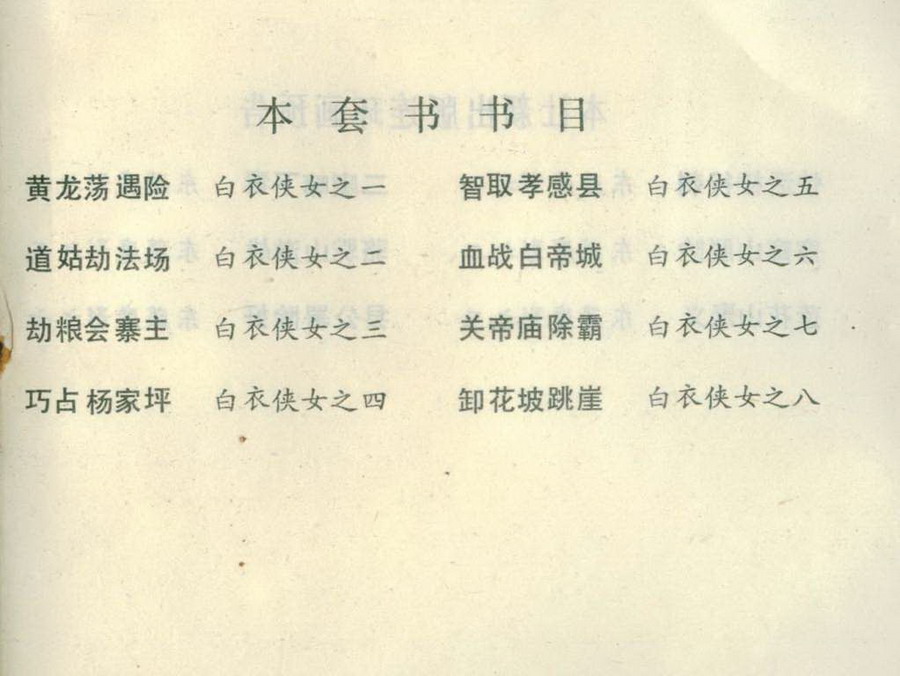 本套书书目
黄龙荡遇险 白衣侠女之一
道姑劫法场 白衣侠女之二
劫粮会寨主 白衣侠女之三
巧占杨家坪 白衣侠女之四
智取孝感县 白衣侠女之五
血战白帝城 白衣侠女之六
关帝庙除霸 白衣侠女之七
卸花坡跳崖 白衣侠女之八